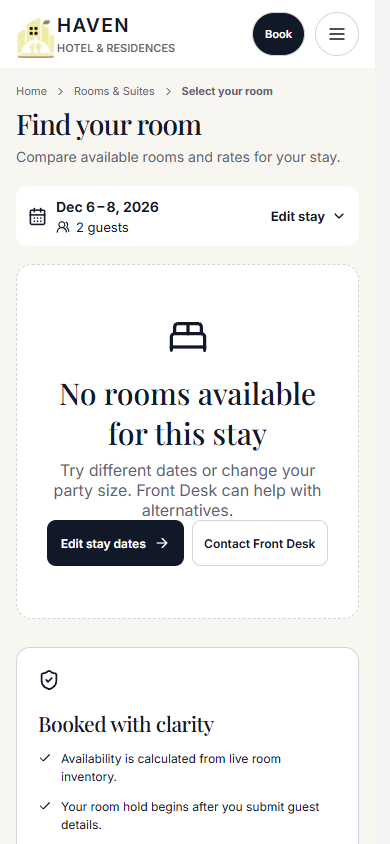 HAVEN
HOTEL & RESIDENCES
Book
Home > Rooms & Suites > Select your room
Find your room
Compare available rooms and rates for your stay.
Dec 6–8, 2026
2 guests
Edit stay
No rooms available
for this stay
Try different dates or change your
party size. Front Desk can help with
alternatives.
Edit stay dates →
Contact Front Desk
Booked with clarity
Availability is calculated from live room
inventory.
Your room hold begins after you submit guest
details.